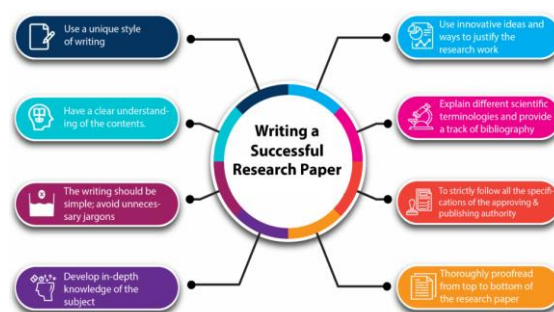 Use a unique style
of writing
Have a clear understand-
ing of the contents.
The writing should be
simple; avoid unneces-
sary jargons
Develop in-depth
knowledge of the
subject
Writing a
Successful
Research Paper
Use innovative ideas and
ways to justify the
research work
Explain different scientific
terminologies and provide
a track of bibliography
To strictly follow all the specifi-
cations of the approving &
publishing authority
Thoroughly proofread
from top to bottom of
the research paper